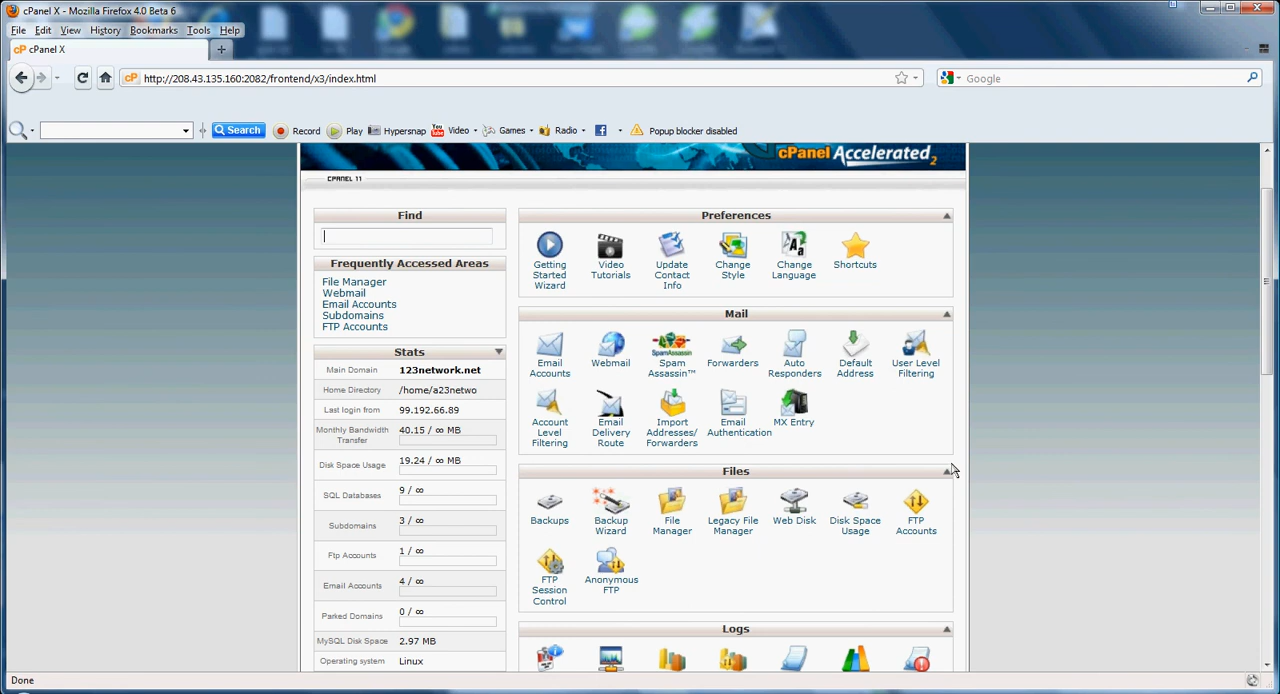 cPanel X - Mozilla Firefox 4.0 Beta 6
File Edit View History Bookmarks Tools Help
cP cPanel X
cP http://208.43.135.160:2082/frontend/x3/index.html
Google
Search Record Play Hypersnap You Tube Video Games Radio Popup blocker disabled
cPanel Accelerated2
CPANEL 11
Find
Frequently Accessed Areas
File Manager
Webmail
Email Accounts
Subdomains
FTP Accounts
Stats
Main Domain 123network.net
Home Directory /home/a23netwo
Last login from 99.192.66.89
Monthly Bandwidth Transfer 40.15 / ∞ MB
Disk Space Usage 19.24 / ∞ MB
SQL Databases 9 / ∞
Subdomains 3 / ∞
Ftp Accounts 1 / ∞
Email Accounts 4 / ∞
Parked Domains 0 / ∞
MySQL Disk Space 2.97 MB
Operating system Linux
Preferences
Getting Started Wizard
Video Tutorials
Update Contact Info
Change Style
Change Language
Shortcuts
Mail
Email Accounts
Webmail
SpamAssassin
Spam Assassin™
Forwarders
Auto Responders
Default Address
User Level Filtering
Account Level Filtering
Email Delivery Route
Import Addresses/ Forwarders
Email Authentication
MX Entry
Files
Backups
Backup Wizard
File Manager
Legacy File Manager
Web Disk
Disk Space Usage
FTP Accounts
FTP Session Control
Anonymous FTP
Logs
Done